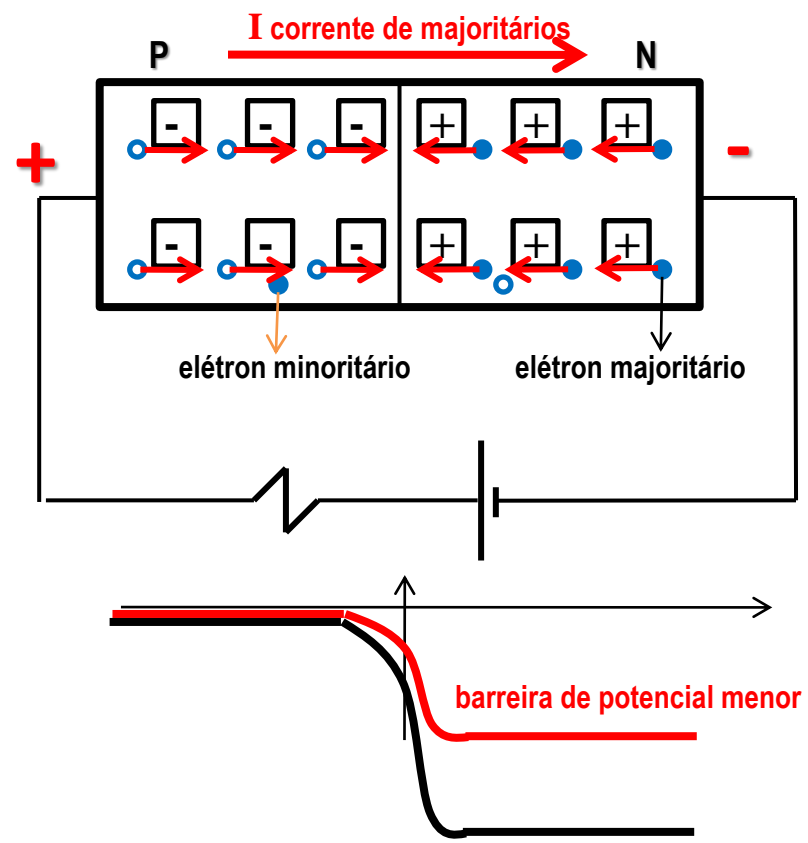 I corrente de majoritários
P
N
- - - + + +
+
-
- - - + + +
elétron minoritário
elétron majoritário
barreira de potencial menor